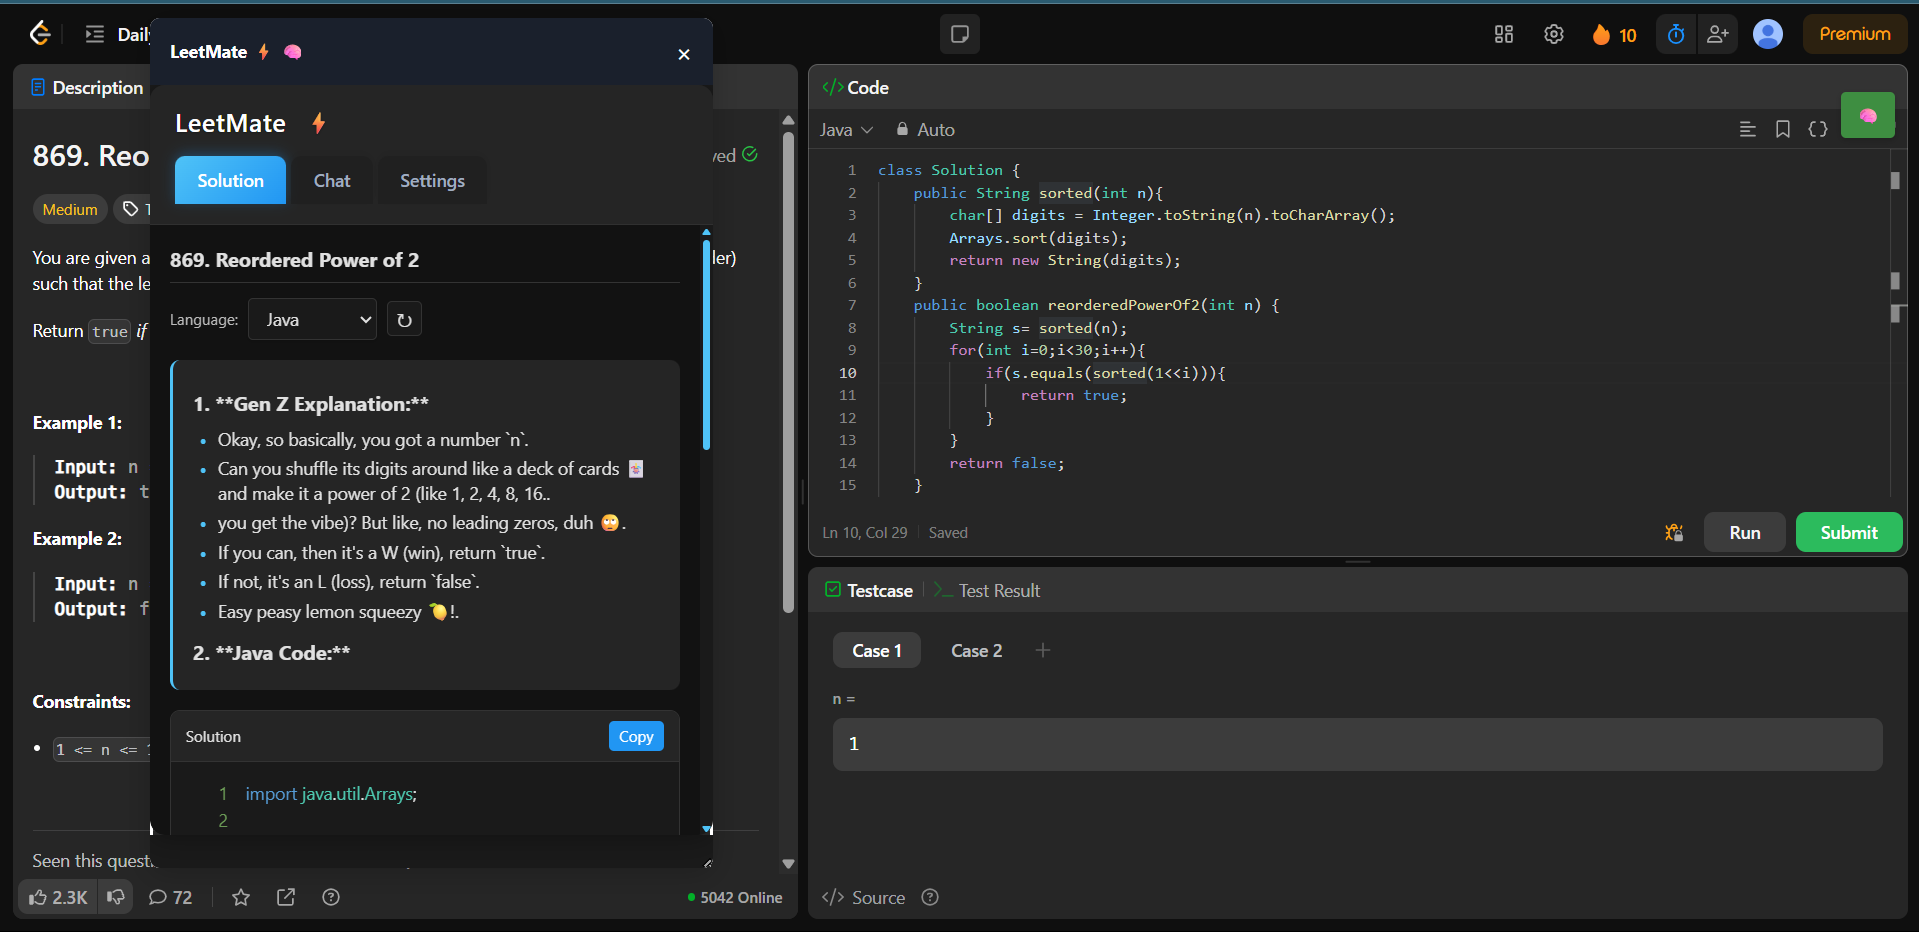 Daily
LeetMate ⚡ 🧠
×
10
Premium
Description
869. Reo
ved
Medium
You are given a
ler)
such that the le
Return true if
Example 1:
Input: n
Output: t
Example 2:
Input: n
Output: f
Constraints:
• 1 <= n <= 1
Seen this quest
2.3K
72
5042 Online
LeetMate ⚡
Solution
Chat
Settings
869. Reordered Power of 2
Language:
Java
1. **Gen Z Explanation:**
• Okay, so basically, you got a number `n`.
• Can you shuffle its digits around like a deck of cards 🃏
and make it a power of 2 (like 1, 2, 4, 8, 16..
• you get the vibe)? But like, no leading zeros, duh 🙄.
• If you can, then it's a W (win), return `true`.
• If not, it's an L (loss), return `false`.
• Easy peasy lemon squeezy 🍋!.
2. **Java Code:**
Solution
Copy
1 import java.util.Arrays;
2
</> Code
Java
Auto
1 class Solution {
2 public String sorted(int n){
3 char[] digits = Integer.toString(n).toCharArray();
4 Arrays.sort(digits);
5 return new String(digits);
6 }
7 public boolean reorderedPowerOf2(int n) {
8 String s= sorted(n);
9 for(int i=0;i<30;i++){
10 if(s.equals(sorted(1<<i))){
11 return true;
12 }
13 }
14 return false;
15 }
Ln 10, Col 29
Saved
Run
Submit
Testcase
Test Result
Case 1
Case 2
+
n =
1
</> Source